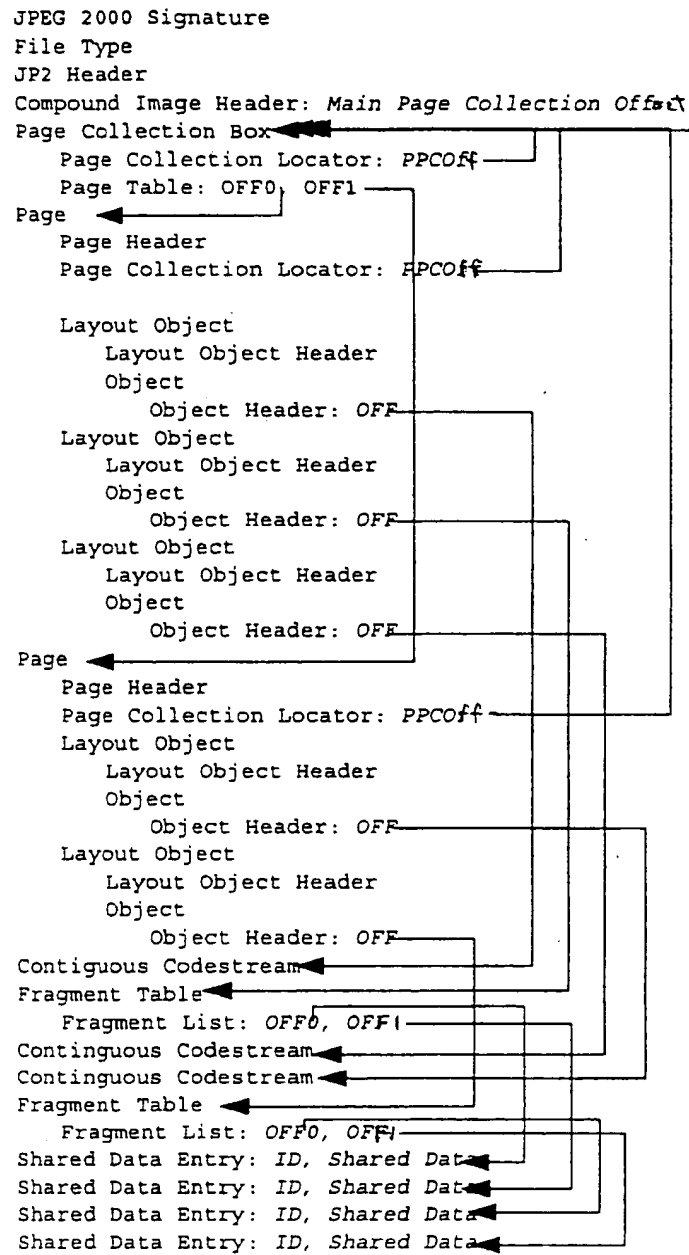 JPEG 2000 Signature
File Type
JP2 Header
Compound Image Header: Main Page Collection Offset
Page Collection Box
Page Collection Locator: PPCOff
Page Table: OFF0, OFF1
Page
Page Header
Page Collection Locator: PPCOff
Layout Object
Layout Object Header
Object
Object Header: OFF
Layout Object
Layout Object Header
Object
Object Header: OFF
Layout Object
Layout Object Header
Object
Object Header: OFF
Page
Page Header
Page Collection Locator: PPCOff
Layout Object
Layout Object Header
Object
Object Header: OFF
Layout Object
Layout Object Header
Object
Object Header: OFF
Contiguous Codestream
Fragment Table
Fragment List: OFF0, OFF1
Continguous Codestream
Continguous Codestream
Fragment Table
Fragment List: OFF0, OFF1
Shared Data Entry: ID, Shared Data
Shared Data Entry: ID, Shared Data
Shared Data Entry: ID, Shared Data
Shared Data Entry: ID, Shared Data